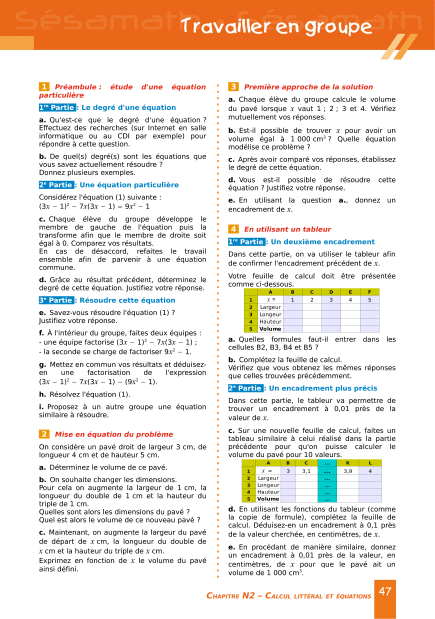 Sésamath Sésamath
Travailler en groupe
1 Préambule : étude d'une équation
particulière
1re Partie : Le degré d'une équation
a. Qu'est-ce que le degré d'une équation ?
Effectuez des recherches (sur Internet en salle
informatique ou au CDI par exemple) pour
répondre à cette question.
b. De quel(s) degré(s) sont les équations que
vous savez actuellement résoudre ?
Donnez plusieurs exemples.
2e Partie : Une équation particulière
Considérez l'équation (1) suivante :
(3x − 1)² − 7x(3x − 1) = 9x² − 1
c. Chaque élève du groupe développe le
membre de gauche de l'équation puis la
transforme afin que le membre de droite soit
égal à 0. Comparez vos résultats.
En cas de désaccord, refaites le travail
ensemble afin de parvenir à une équation
commune.
d. Grâce au résultat précédent, déterminez le
degré de cette équation. Justifiez votre réponse.
3e Partie : Résoudre cette équation
e. Savez-vous résoudre l'équation (1) ?
Justifiez votre réponse.
f. À l'intérieur du groupe, faites deux équipes :
- une équipe factorise (3x − 1)² − 7x(3x − 1) ;
- la seconde se charge de factoriser 9x² − 1.
g. Mettez en commun vos résultats et déduisez-
en une factorisation de l'expression
(3x − 1)² − 7x(3x − 1) − (9x² − 1).
h. Résolvez l'équation (1).
i. Proposez à un autre groupe une équation
similaire à résoudre.
2 Mise en équation du problème
On considère un pavé droit de largeur 3 cm, de
longueur 4 cm et de hauteur 5 cm.
a. Déterminez le volume de ce pavé.
b. On souhaite changer les dimensions.
Pour cela on augmente la largeur de 1 cm, la
longueur du double de 1 cm et la hauteur du
triple de 1 cm.
Quelles sont alors les dimensions du pavé ?
Quel est alors le volume de ce nouveau pavé ?
c. Maintenant, on augmente la largeur du pavé
de départ de x cm, la longueur du double de
x cm et la hauteur du triple de x cm.
Exprimez en fonction de x le volume du pavé
ainsi défini.
3 Première approche de la solution
a. Chaque élève du groupe calcule le volume
du pavé lorsque x vaut 1 ; 2 ; 3 et 4. Vérifiez
mutuellement vos réponses.
b. Est-il possible de trouver x pour avoir un
volume égal à 1 000 cm³ ? Quelle équation
modélise ce problème ?
c. Après avoir comparé vos réponses, établissez
le degré de cette équation.
d. Vous est-il possible de résoudre cette
équation ? Justifiez votre réponse.
e. En utilisant la question a., donnez un
encadrement de x.
4 En utilisant un tableur
1re Partie : Un deuxième encadrement
Dans cette partie, on va utiliser le tableur afin
de confirmer l'encadrement précédent de x.
Votre feuille de calcul doit être présentée
comme ci-dessous.
A B C D E F
1 x = 1 2 3 4 5
2 Largeur
3 Longeur
4 Hauteur
5 Volume
a. Quelles formules faut-il entrer dans les
cellules B2, B3, B4 et B5 ?
b. Complétez la feuille de calcul.
Vérifiez que vous obtenez les mêmes réponses
que celles trouvées précédemment.
2e Partie : Un encadrement plus précis
Dans cette partie, le tableur va permettre de
trouver un encadrement à 0,01 près de la
valeur de x.
c. Sur une nouvelle feuille de calcul, faites un
tableau similaire à celui réalisé dans la partie
précédente pour qu'on puisse calculer le
volume du pavé pour 10 valeurs.
A B C ... K L
1 x = 3 3,1 ... 3,9 4
2 Largeur ...
3 Longeur ...
4 Hauteur ...
5 Volume ...
d. En utilisant les fonctions du tableur (comme
la copie de formule), complétez la feuille de
calcul. Déduisez-en un encadrement à 0,1 près
de la valeur cherchée, en centimètres, de x.
e. En procédant de manière similaire, donnez
un encadrement à 0,01 près de la valeur, en
centimètres, de x pour que le pavé ait un
volume de 1 000 cm³.
Chapitre N2 – Calcul littéral et équations 47